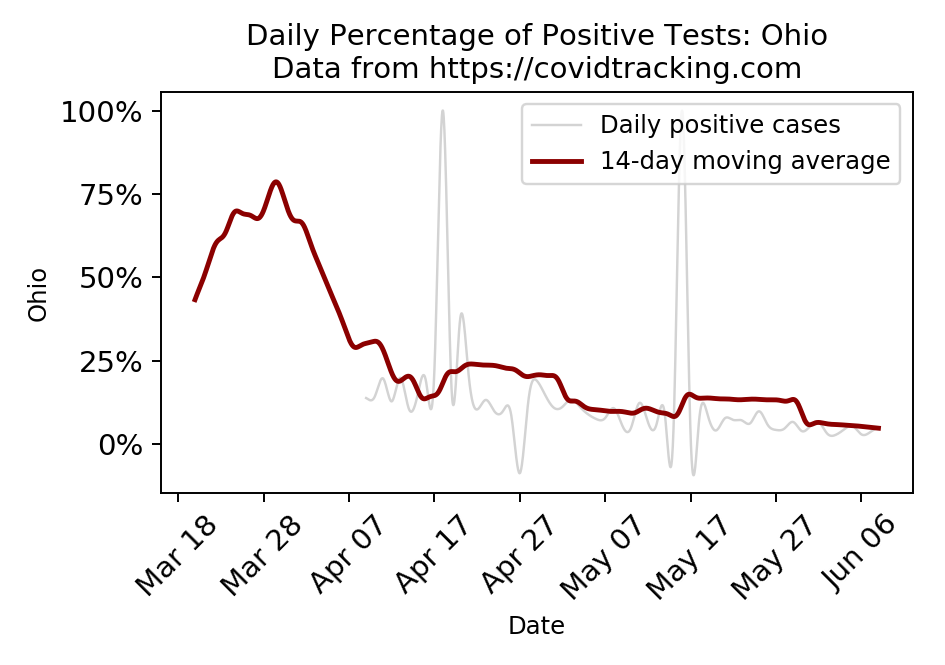 Daily Percentage of Positive Tests: Ohio
Data from https://covidtracking.com
100%
75%
50%
25%
0%
Ohio
Daily positive cases
14-day moving average
Mar 18
Mar 28
Apr 07
Apr 17
Apr 27
May 07
May 17
May 27
Jun 06
Date